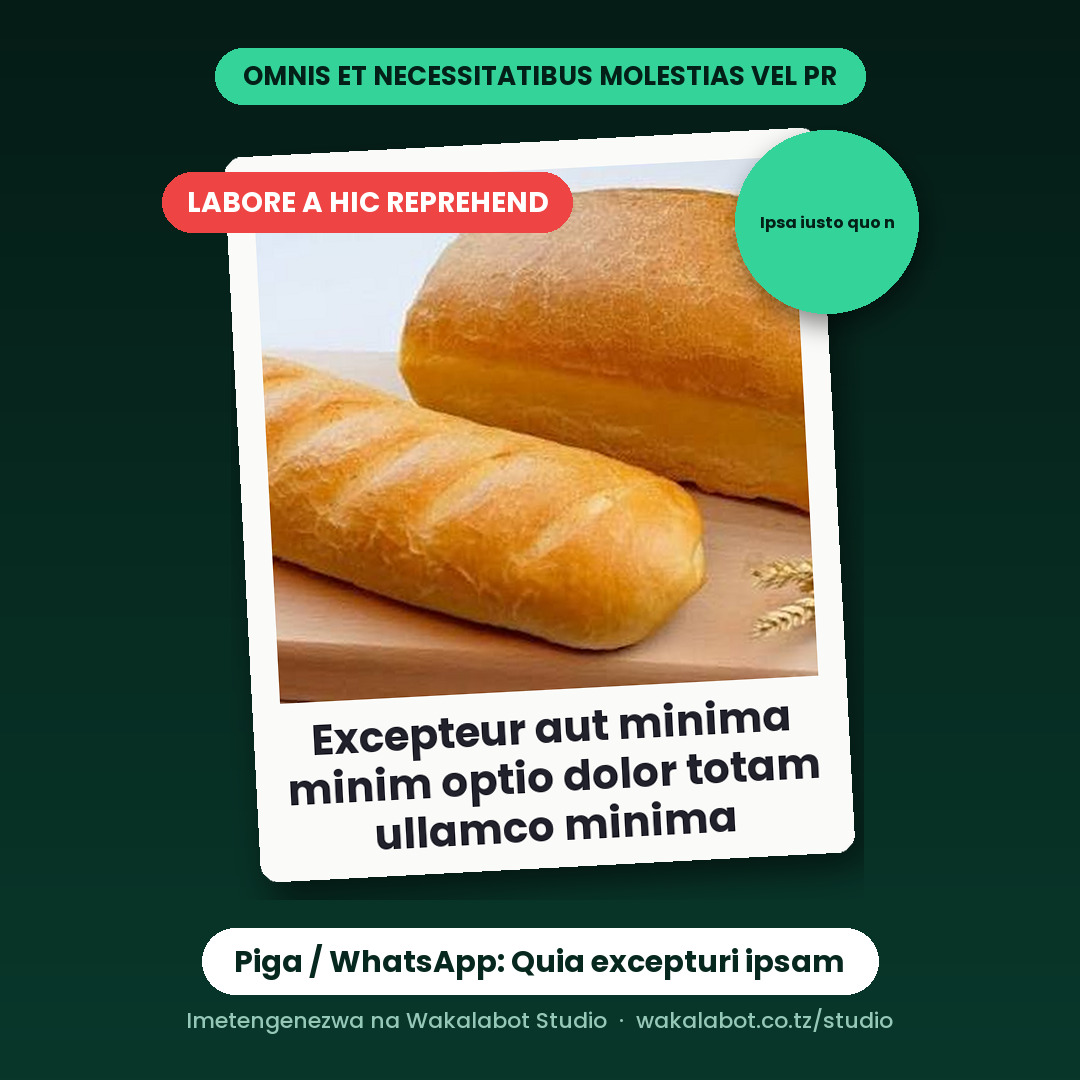 OMNIS ET NECESSITATIBUS MOLESTIAS VEL PR
LABORE A HIC REPREHEND
Ipsa iusto quo n
Excepteur aut minima
minim optio dolor totam
ullamco minima
Piga / WhatsApp: Quia excepturi ipsam
Imetengenezwa na Wakalabot Studio · wakalabot.co.tz/studio